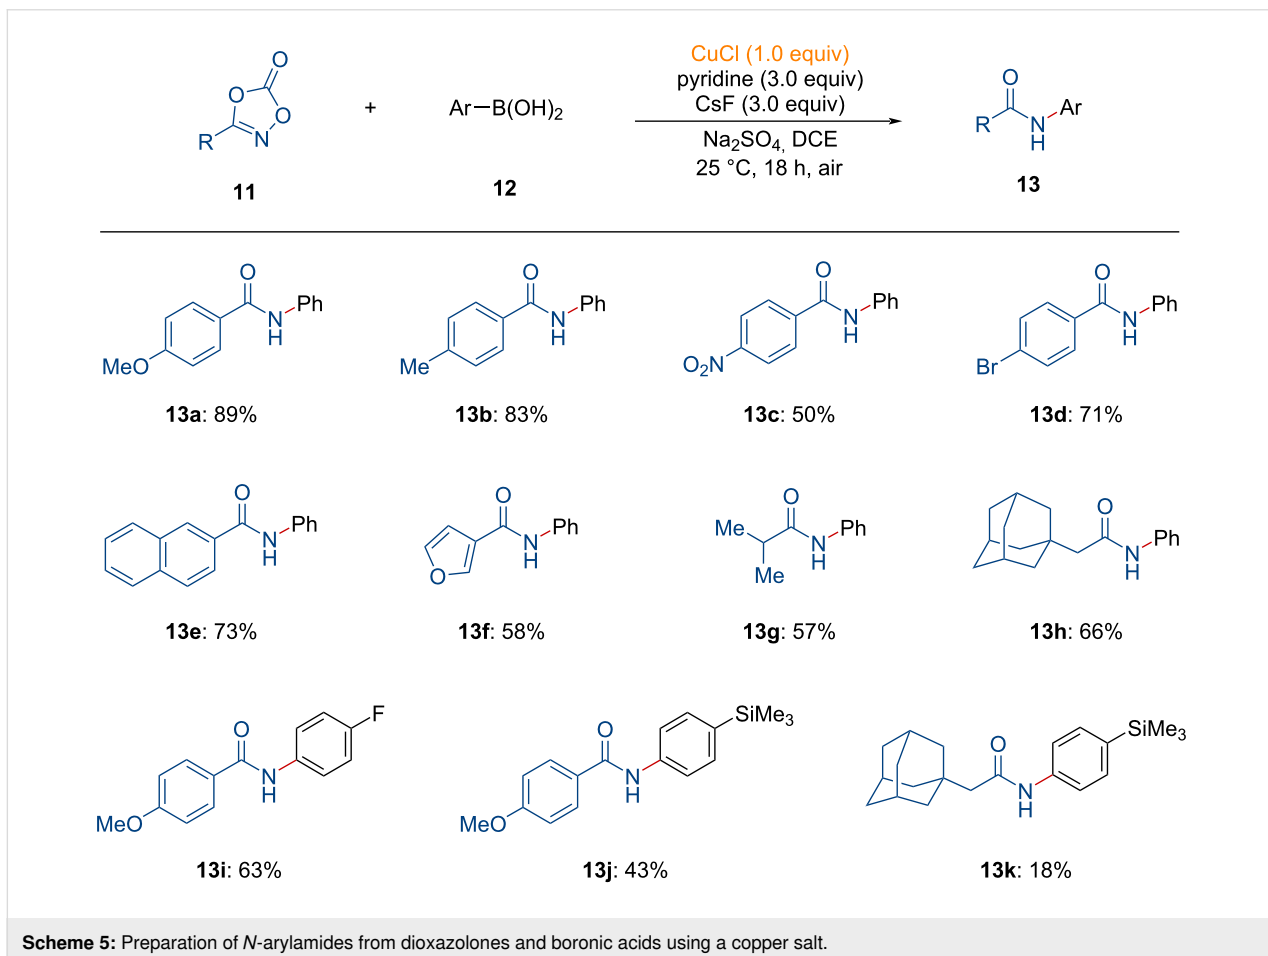 CuCl (1.0 equiv)
pyridine (3.0 equiv)
CsF (3.0 equiv)
Na₂SO₄, DCE
25 °C, 18 h, air
O
O
O
N
R
11
+
Ar–B(OH)₂
12
O
R
N
H
Ar
13
O
N
H
Ph
MeO
13a: 89%
O
N
H
Ph
Me
13b: 83%
O
N
H
Ph
O₂N
13c: 50%
O
N
H
Ph
Br
13d: 71%
O
N
H
Ph
13e: 73%
O
N
H
Ph
O
13f: 58%
O
Me
N
H
Ph
Me
13g: 57%
O
N
H
Ph
13h: 66%
O
N
H
F
MeO
13i: 63%
O
N
H
SiMe₃
MeO
13j: 43%
O
N
H
SiMe₃
13k: 18%
Scheme 5: Preparation of N-arylamides from dioxazolones and boronic acids using a copper salt.